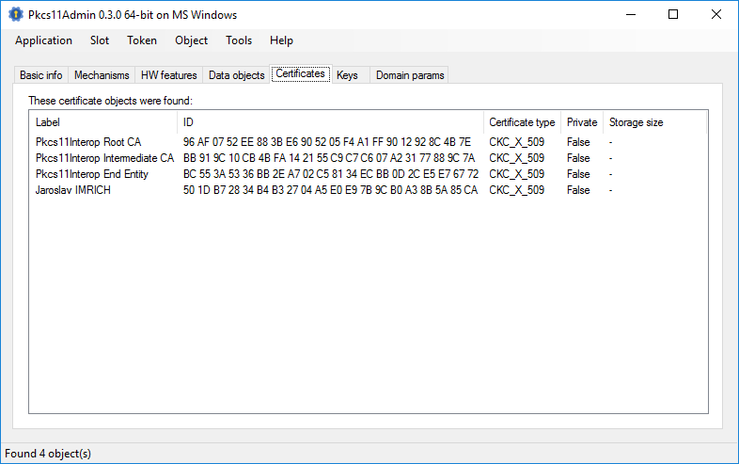 Pkcs11Admin 0.3.0 64-bit on MS Windows
Application Slot Token Object Tools Help
Basic info Mechanisms HW features Data objects Certificates Keys Domain params
These certificate objects were found:
Label ID Certificate type Private Storage size
Pkcs11Interop Root CA 96 AF 07 52 EE 88 3B E6 90 52 05 F4 A1 FF 90 12 92 8C 4B 7E CKC_X_509 False -
Pkcs11Interop Intermediate CA BB 91 9C 10 CB 4B FA 14 21 55 C9 C7 C6 07 A2 31 77 88 9C 7A CKC_X_509 False -
Pkcs11Interop End Entity BC 55 3A 53 36 BB 2E A7 02 C5 81 34 EC BB 0D 2C E5 E7 67 72 CKC_X_509 False -
Jaroslav IMRICH 50 1D B7 28 34 B4 B3 27 04 A5 E0 E9 7B 9C B0 A3 8B 5A 85 CA CKC_X_509 False -
Found 4 object(s)